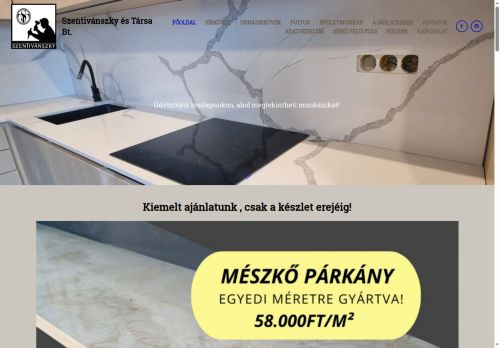 SZENTIVÁNSZKY
Szentivánszky és Társa
Bt.
FŐOLDAL SÍRKÖVEK URNASÍRKÖVEK PULTOK ÉPÜLETMUNKÁK AJÁNLATKÉRÉS ANYAGOK
ADATVÉDELEM SÍRKŐ FELÚJÍTÁS RÓLUNK KAPCSOLAT
Üdvözöljük honlapunkon, ahol megtekintheti munkáinkat!
Kiemelt ajánlatunk , csak a készlet erejéig!
MÉSZKŐ PÁRKÁNY
EGYEDI MÉRETRE GYÁRTVA!
58.000FT/M²